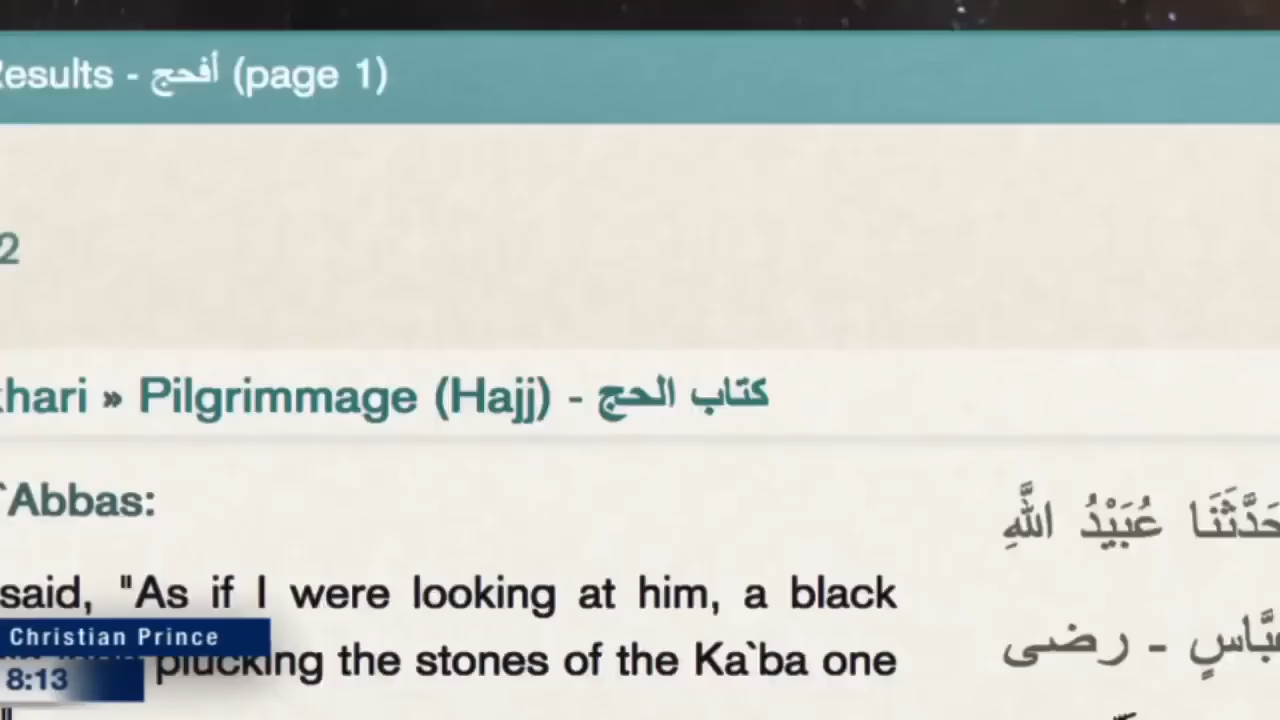 Results - أفحج (page 1)
2
khari » Pilgrimmage (Hajj) - كتاب الحج
`Abbas:
حَدَّثَنَا عُبَيْدُ اللَّهِ
said, "As if I were looking at him, a black
عَبَّاسٍ ـ رضى
Christian Prince
plucking the stones of the Ka`ba one
8:13
"